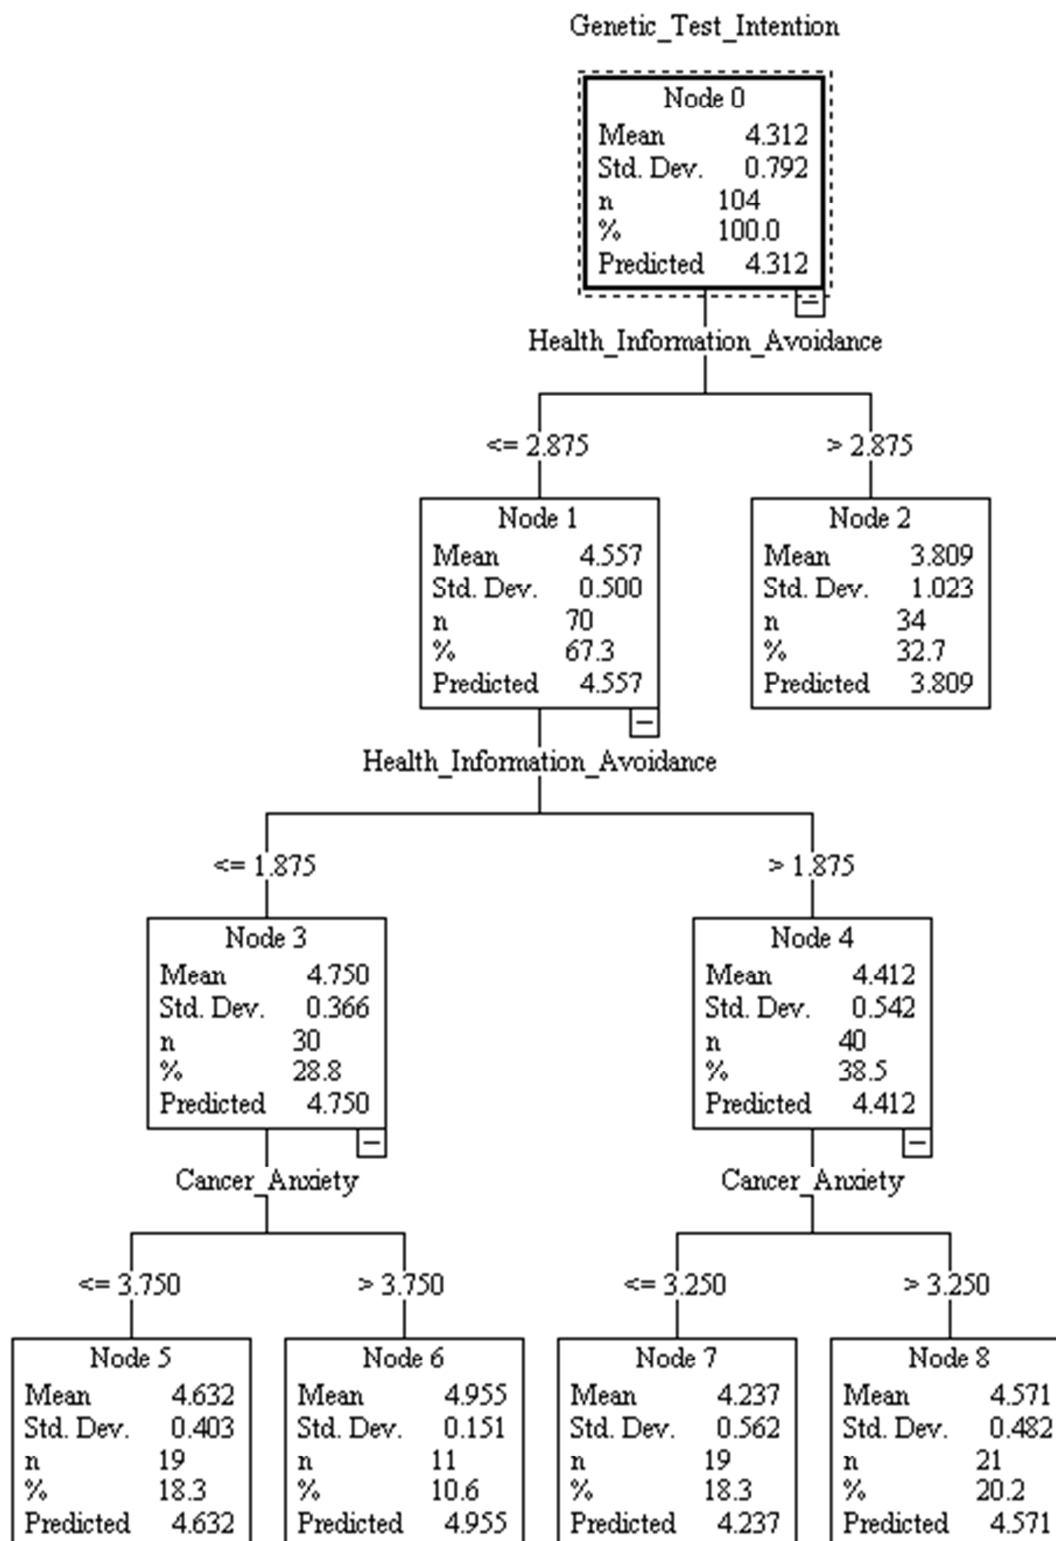 Genetic_Test_Intention
Node 0
Mean 4.312
Std. Dev. 0.792
n 104
% 100.0
Predicted 4.312
Health_Information_Avoidance
<= 2.875
> 2.875
Node 1
Mean 4.557
Std. Dev. 0.500
n 70
% 67.3
Predicted 4.557
Node 2
Mean 3.809
Std. Dev. 1.023
n 34
% 32.7
Predicted 3.809
Health_Information_Avoidance
<= 1.875
> 1.875
Node 3
Mean 4.750
Std. Dev. 0.366
n 30
% 28.8
Predicted 4.750
Node 4
Mean 4.412
Std. Dev. 0.542
n 40
% 38.5
Predicted 4.412
Cancer_Anxiety
Cancer_Anxiety
<= 3.750
> 3.750
<= 3.250
> 3.250
Node 5
Mean 4.632
Std. Dev. 0.403
n 19
% 18.3
Predicted 4.632
Node 6
Mean 4.955
Std. Dev. 0.151
n 11
% 10.6
Predicted 4.955
Node 7
Mean 4.237
Std. Dev. 0.562
n 19
% 18.3
Predicted 4.237
Node 8
Mean 4.571
Std. Dev. 0.482
n 21
% 20.2
Predicted 4.571